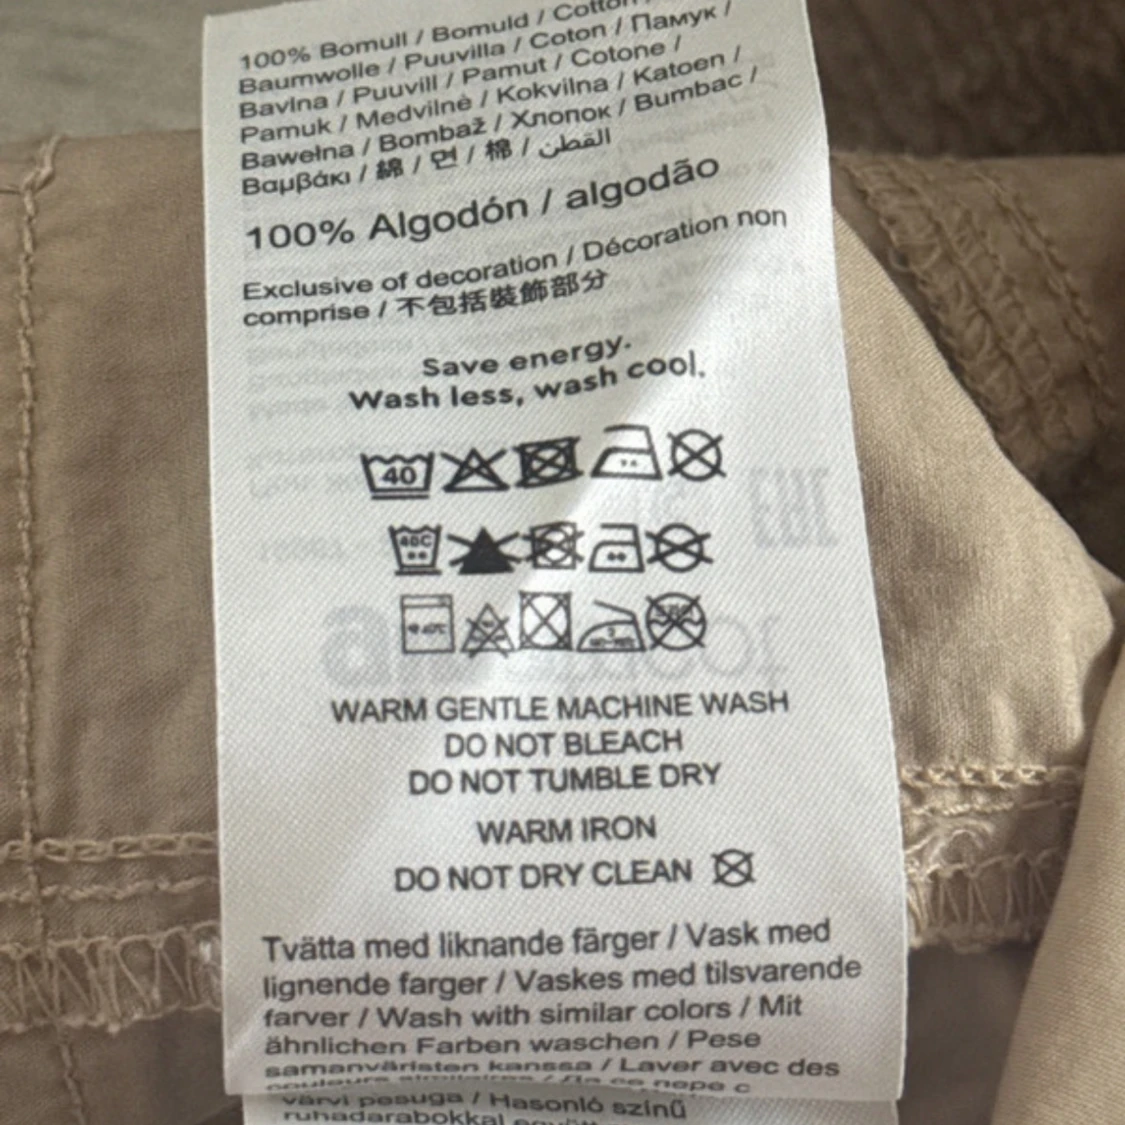 100% Bomull / Bomuld / Cotton
Baumwolle / Puuvilla / Coton / Памук /
Bavlna / Puuvill / Pamut / Cotone /
Pamuk / Medvilnė / Kokvilna / Katoen /
Bawełna / Bombaž / Хлопок / Bumbac /
Βαμβάκι / 綿 / 면 / 棉 / القطن
100% Algodón / algodão
Exclusive of decoration / Décoration non
comprise / 不包括裝飾部分
Save energy.
Wash less, wash cool.
40
40C
WARM GENTLE MACHINE WASH
DO NOT BLEACH
DO NOT TUMBLE DRY
WARM IRON
DO NOT DRY CLEAN
Tvätta med liknande färger / Vask med
lignende farger / Vaskes med tilsvarende
farver / Wash with similar colors / Mit
ähnlichen Farben waschen / Pese
samanväristen kanssa / Laver avec des
couleurs similaires
värvi pesuga / Hasonló színű
ruhadarabokkal